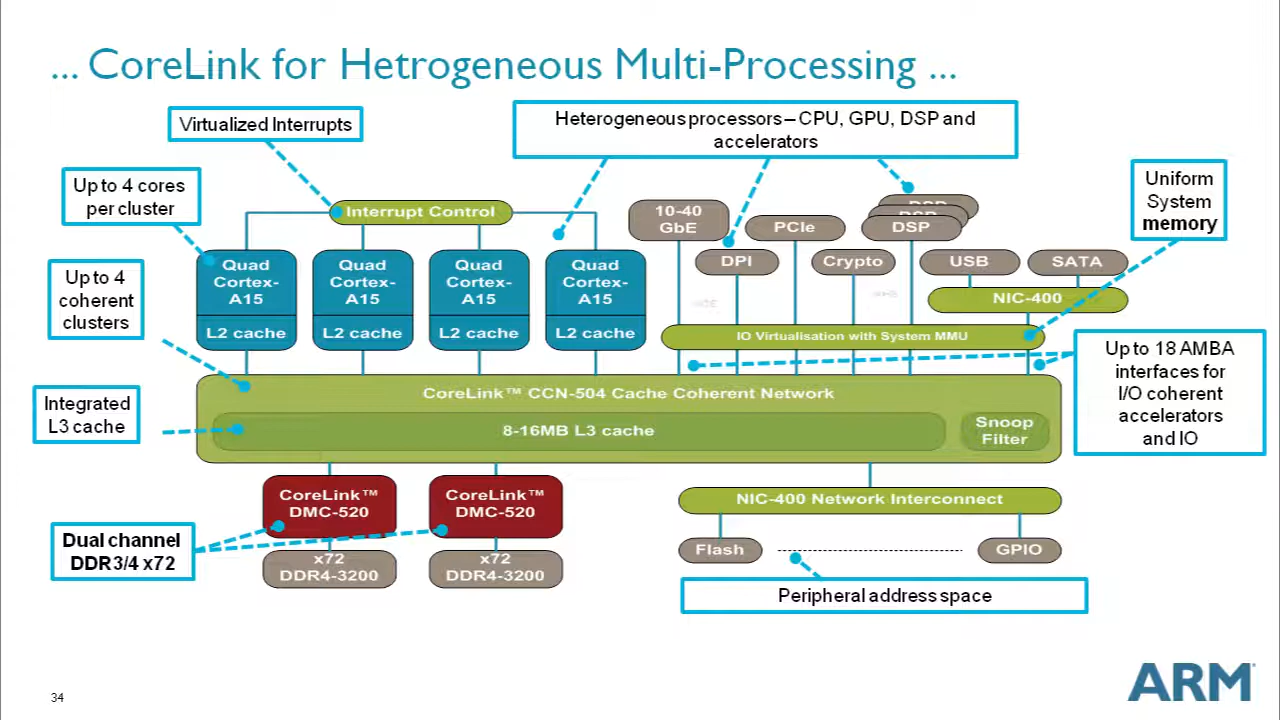 ... CoreLink for Hetrogeneous Multi-Processing ...
Virtualized Interrupts
Heterogeneous processors – CPU, GPU, DSP and
accelerators
Up to 4 cores
per cluster
Uniform
System
memory
Interrupt Control
10-40
GbE
PCIe
DSP
DSP
DSP
Quad
Cortex-
A15
L2 cache
Quad
Cortex-
A15
L2 cache
Quad
Cortex-
A15
L2 cache
Quad
Cortex-
A15
L2 cache
DPI
Crypto
USB
SATA
NIC-400
Up to 4
coherent
clusters
IO Virtualisation with System MMU
Up to 18 AMBA
interfaces for
I/O coherent
accelerators
and IO
CoreLink™ CCN-504 Cache Coherent Network
Integrated
L3 cache
8-16MB L3 cache
Snoop
Filter
CoreLink™
DMC-520
CoreLink™
DMC-520
NIC-400 Network Interconnect
Dual channel
DDR3/4 x72
x72
DDR4-3200
x72
DDR4-3200
Flash
GPIO
Peripheral address space
34
ARM